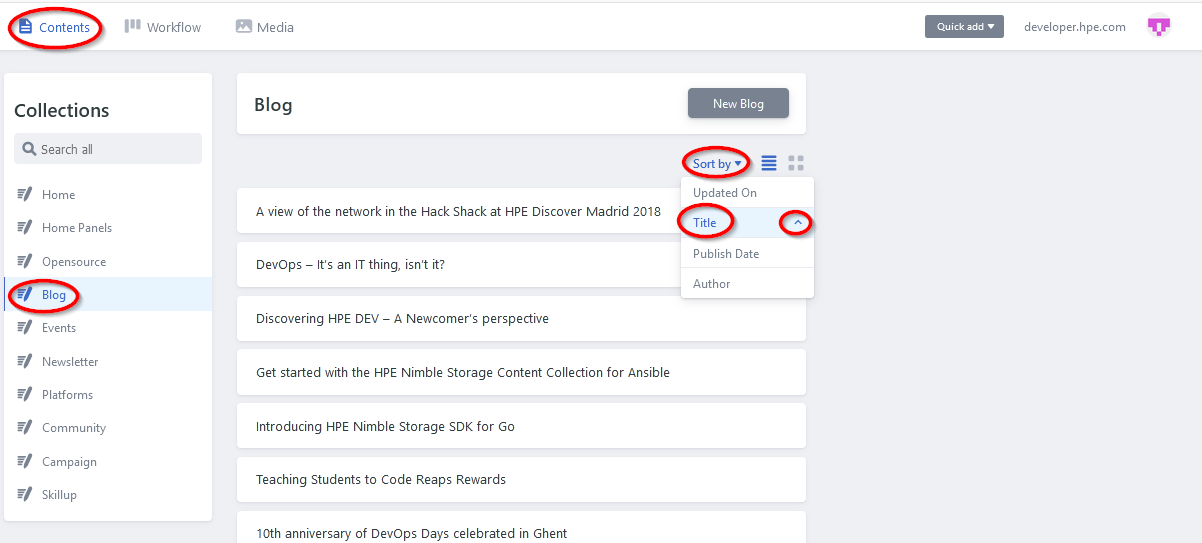 Contents Workflow Media Quick add developer.hpe.com
Collections
Search all
Home
Home Panels
Opensource
Blog
Events
Newsletter
Platforms
Community
Campaign
Skillup
Blog New Blog
Sort by
Updated On
Title
Publish Date
Author
A view of the network in the Hack Shack at HPE Discover Madrid 2018
DevOps – It's an IT thing, isn't it?
Discovering HPE DEV – A Newcomer's perspective
Get started with the HPE Nimble Storage Content Collection for Ansible
Introducing HPE Nimble Storage SDK for Go
Teaching Students to Code Reaps Rewards
10th anniversary of DevOps Days celebrated in Ghent